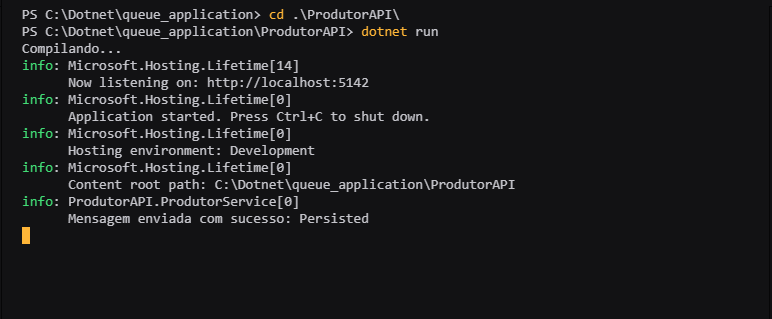 PS C:\Dotnet\queue_application> cd .\ProdutorAPI\
PS C:\Dotnet\queue_application\ProdutorAPI> dotnet run
Compilando...
info: Microsoft.Hosting.Lifetime[14]
      Now listening on: http://localhost:5142
info: Microsoft.Hosting.Lifetime[0]
      Application started. Press Ctrl+C to shut down.
info: Microsoft.Hosting.Lifetime[0]
      Hosting environment: Development
info: Microsoft.Hosting.Lifetime[0]
      Content root path: C:\Dotnet\queue_application\ProdutorAPI
info: ProdutorAPI.ProdutorService[0]
      Mensagem enviada com sucesso: Persisted